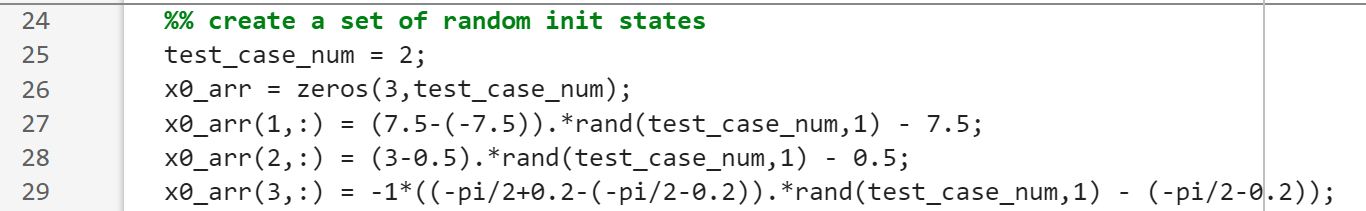 24 %% create a set of random init states
25 test_case_num = 2;
26 x0_arr = zeros(3,test_case_num);
27 x0_arr(1,:) = (7.5-(-7.5)).*rand(test_case_num,1) - 7.5;
28 x0_arr(2,:) = (3-0.5).*rand(test_case_num,1) - 0.5;
29 x0_arr(3,:) = -1*((-pi/2+0.2-(-pi/2-0.2)).*rand(test_case_num,1) - (-pi/2-0.2));